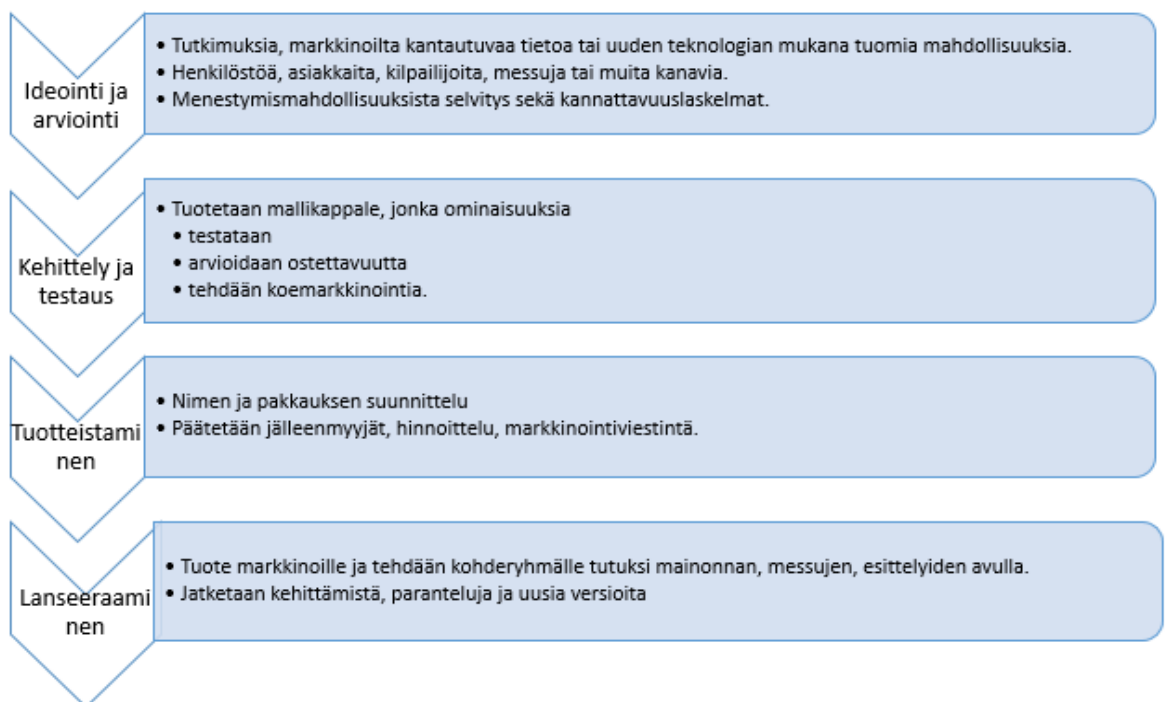 Ideointi ja
arviointi
• Tutkimuksia, markkinoilta kantautuvaa tietoa tai uuden teknologian mukana tuomia mahdollisuuksia.
• Henkilöstöä, asiakkaita, kilpailijoita, messuja tai muita kanavia.
• Menestymismahdollisuuksista selvitys sekä kannattavuuslaskelmat.
Kehittely ja
testaus
• Tuotetaan mallikappale, jonka ominaisuuksia
• testataan
• arvioidaan ostettavuutta
• tehdään koemarkkinointia.
Tuotteistami
nen
• Nimen ja pakkauksen suunnittelu
• Päätetään jälleenmyyjät, hinnoittelu, markkinointiviestintä.
Lanseeraami
nen
• Tuote markkinoille ja tehdään kohderyhmälle tutuksi mainonnan, messujen, esittelyiden avulla.
• Jatketaan kehittämistä, paranteluja ja uusia versioita